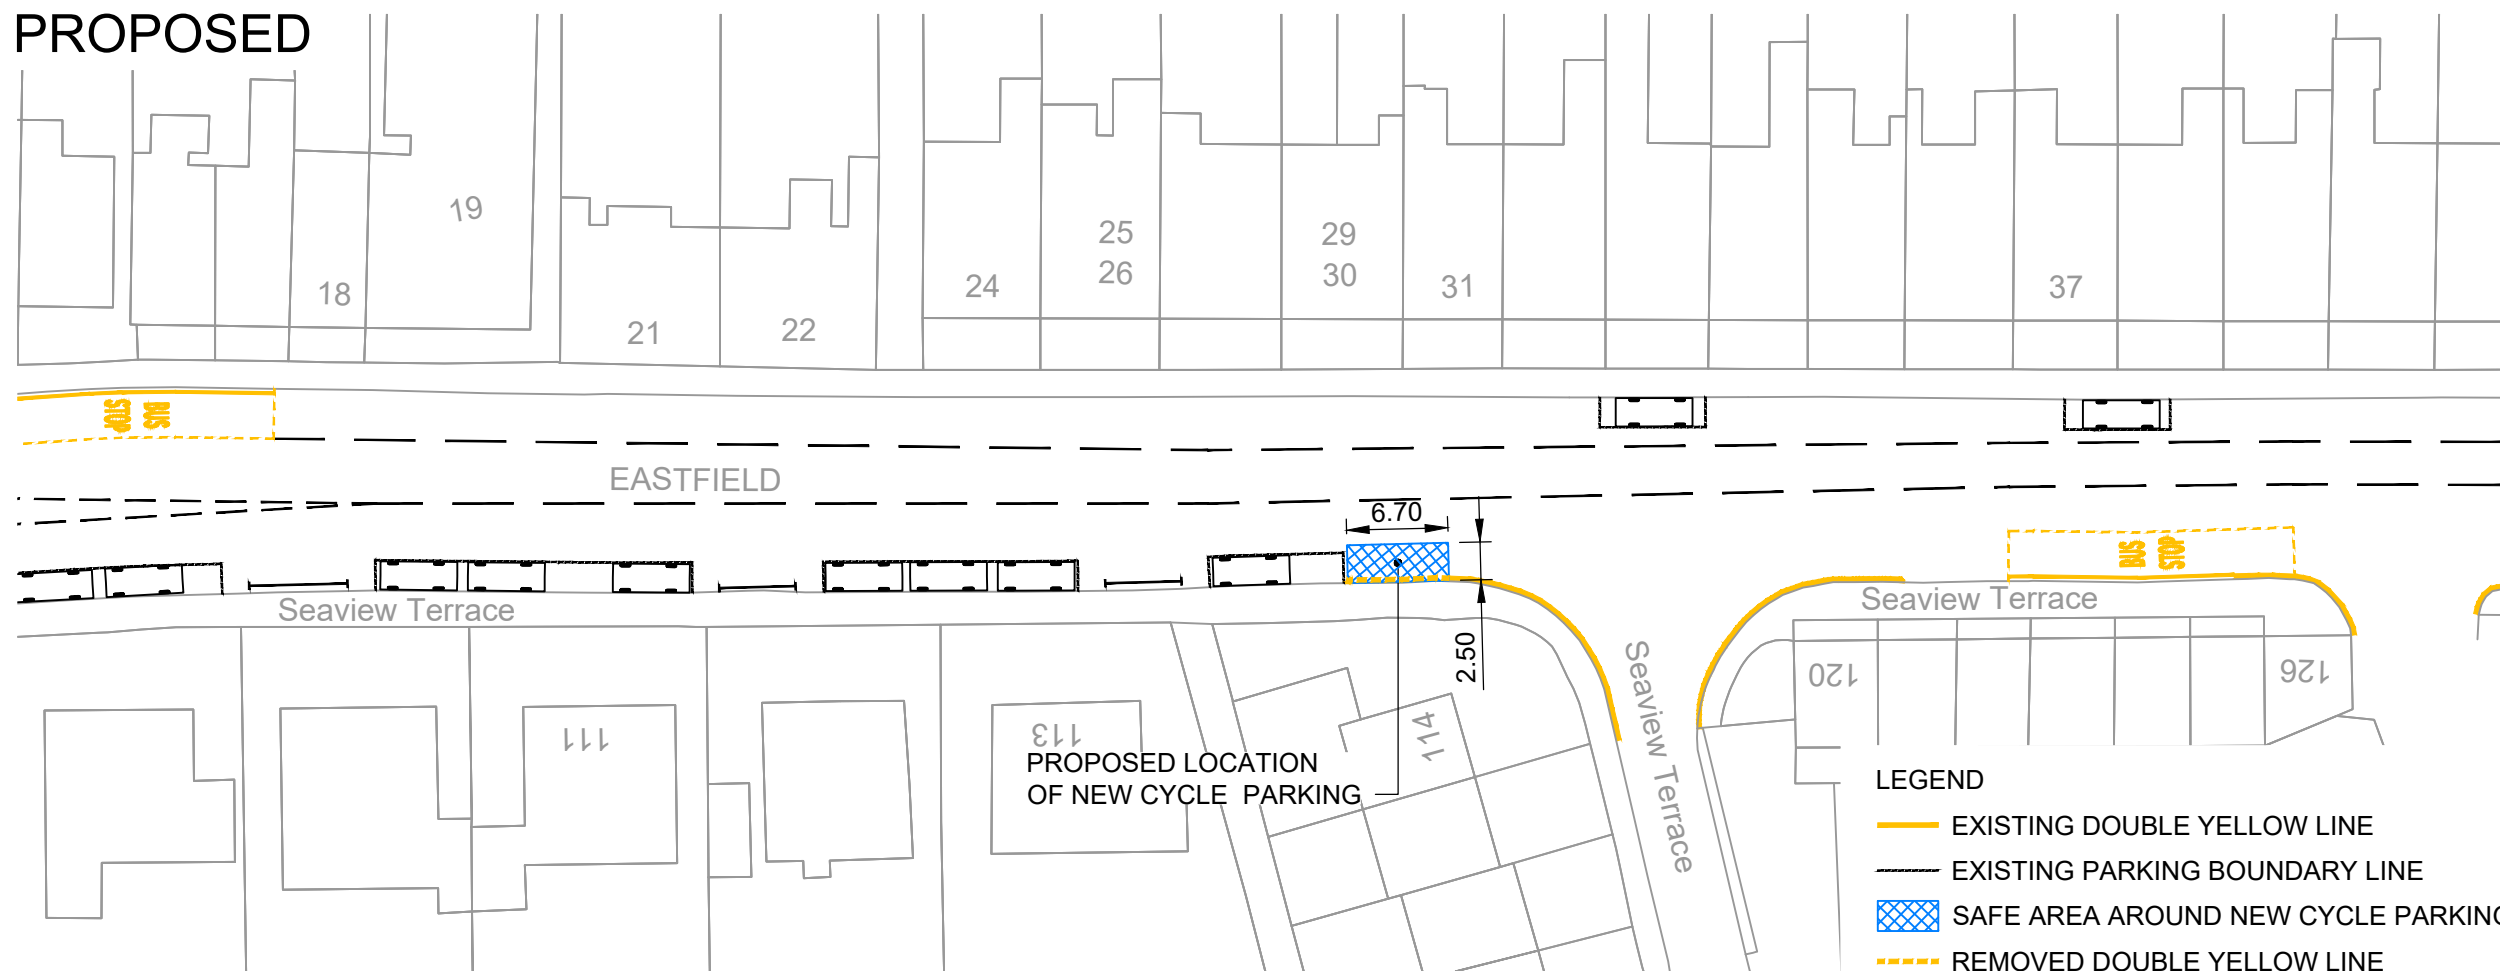 PROPOSED
19
18
21
22
24
25
26
29
30
31
37
BUS
STOP
EASTFIELD
6.70
2.50
BUS
STOP
Seaview Terrace
Seaview Terrace
Seaview Terrace
111
113
114
120
126
PROPOSED LOCATION
OF NEW CYCLE PARKING
LEGEND
EXISTING DOUBLE YELLOW LINE
EXISTING PARKING BOUNDARY LINE
SAFE AREA AROUND NEW CYCLE PARKING
REMOVED DOUBLE YELLOW LINE